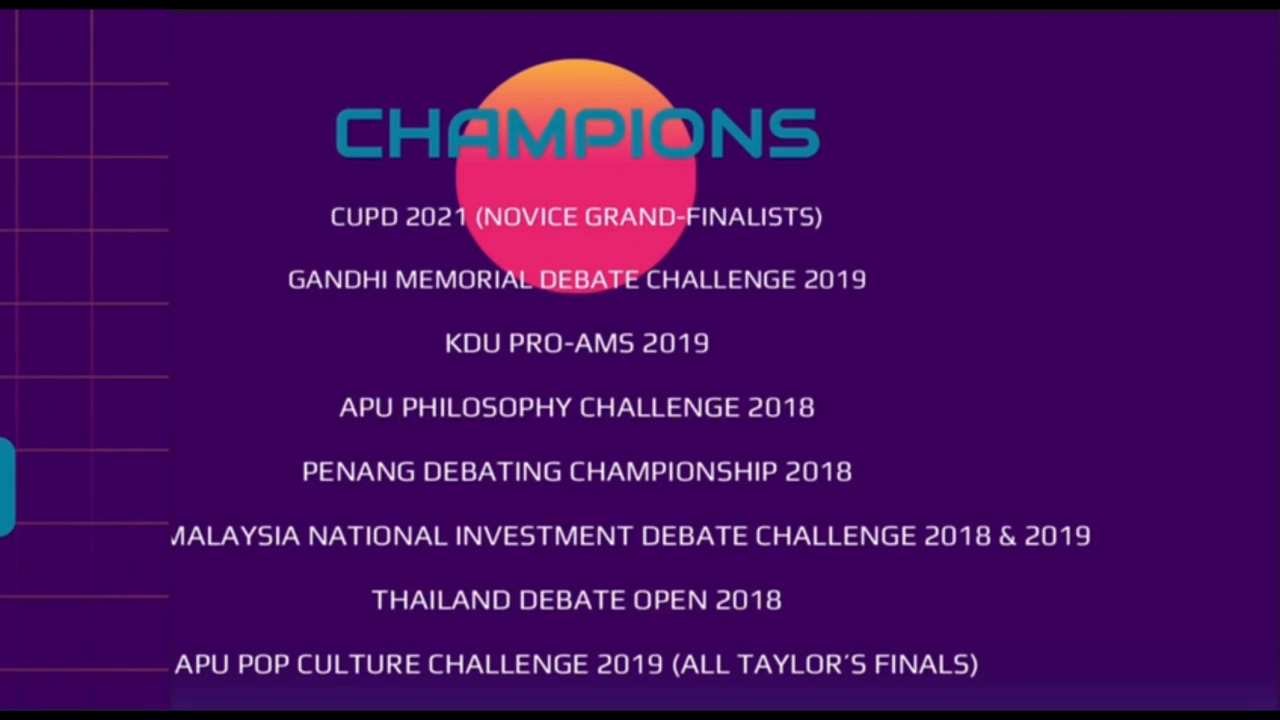 CHAMPIONS
CUPD 2021 (NOVICE GRAND-FINALISTS)
GANDHI MEMORIAL DEBATE CHALLENGE 2019
KDU PRO-AMS 2019
APU PHILOSOPHY CHALLENGE 2018
PENANG DEBATING CHAMPIONSHIP 2018
MALAYSIA NATIONAL INVESTMENT DEBATE CHALLENGE 2018 & 2019
THAILAND DEBATE OPEN 2018
APU POP CULTURE CHALLENGE 2019 (ALL TAYLOR´S FINALS)